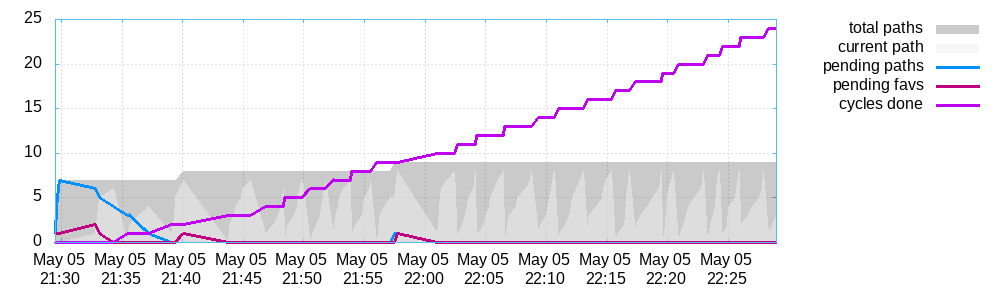 25
20
15
10
5
0
May 05 May 05 May 05 May 05 May 05 May 05 May 05 May 05 May 05 May 05 May 05 May 05
21:30 21:35 21:40 21:45 21:50 21:55 22:00 22:05 22:10 22:15 22:20 22:25
total paths
current path
pending paths
pending favs
cycles done